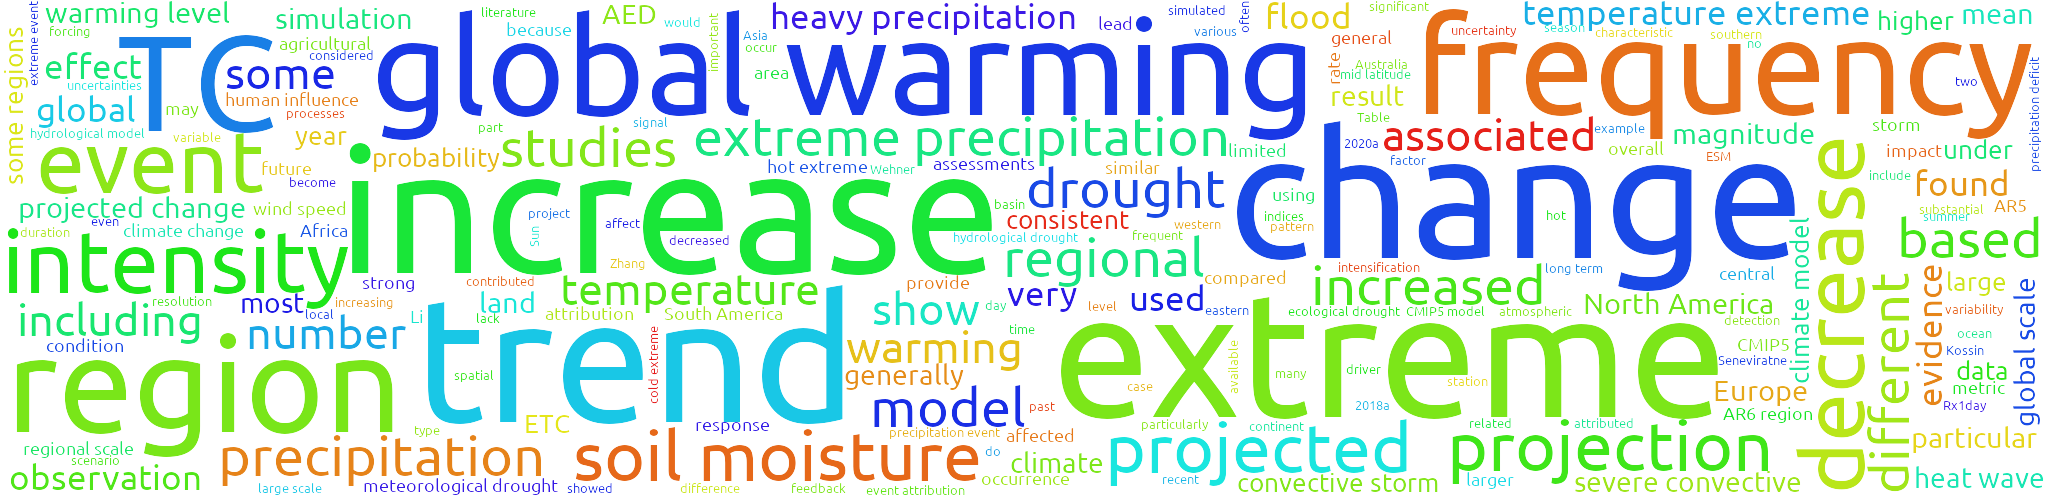 extreme event
forcing
warming level
simulation
literature
AED
would
important
heavy precipitation
lead
simulated
various
often
flood
significant
temperature extreme
higher
mean
some regions
TC
agricultural
considered
because
Asia
occur
area
global warming
general
uncertainty
season
characteristic
southern
no
frequency
effect
uncertainties
some
human influence
processes
global
may
hydrological model
variable
year
part
signal
rate
Australia
mid latitude
result
Table
two
precipitation deficit
event
future
become
probability
studies
extreme precipitation
limited
2020a
associated
example
magnitude
storm
factor
overall
ESM
impact
under
hot extreme
Wehner
assessments
similar
increase
drought
using
change
include
found
AR5
substantial
summer
projected change
wind speed
even
duration
climate change
Africa
project
Sun
affect
decreased
basin
consistent
western
indices
pattern
hot
hydrological drought
frequent
decrease
based
intensity
Zhang
regional
compared
intensification
long term
central
climate model
different
strong
contributed
provide
most
increasing
local
resolution
land
lack
Li
temperature
attribution
South America
show
day
very
level
used
eastern
increased
North America
evidence
large
variability
global scale
including
condition
number
time
ecological drought
CMIP5 model
atmospheric
detection
CMIP5
Seneviratne
ocean
Kossin
region
trend
spatial
cold extreme
warming
generally
extreme
available
case
many
driver
station
Europe
data
metric
Rx1day
model
past
2018a
AR6 region
type
ETC
response
precipitation event
affected
particularly
continent
related
attributed
particular
regional scale
scenario
observation
precipitation
soil moisture
do
climate
projected
projection
large scale
meteorological drought
showed
difference
feedback
event attribution
occurrence
recent
convective storm
larger
severe convective
heat wave